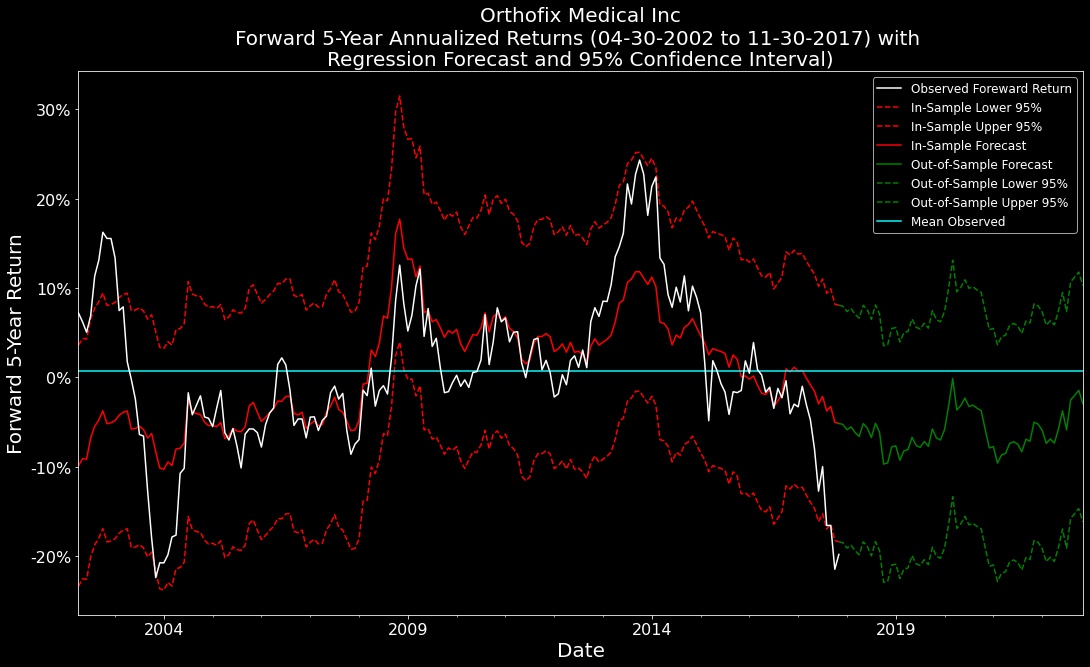 Orthofix Medical Inc
Forward 5-Year Annualized Returns (04-30-2002 to 11-30-2017) with
Regression Forecast and 95% Confidence Interval)
Observed Foreward Return
In-Sample Lower 95%
In-Sample Upper 95%
In-Sample Forecast
Out-of-Sample Forecast
Out-of-Sample Lower 95%
Out-of-Sample Upper 95%
Mean Observed
Forward 5-Year Return
30%
20%
10%
0%
-10%
-20%
2004
2009
2014
2019
Date